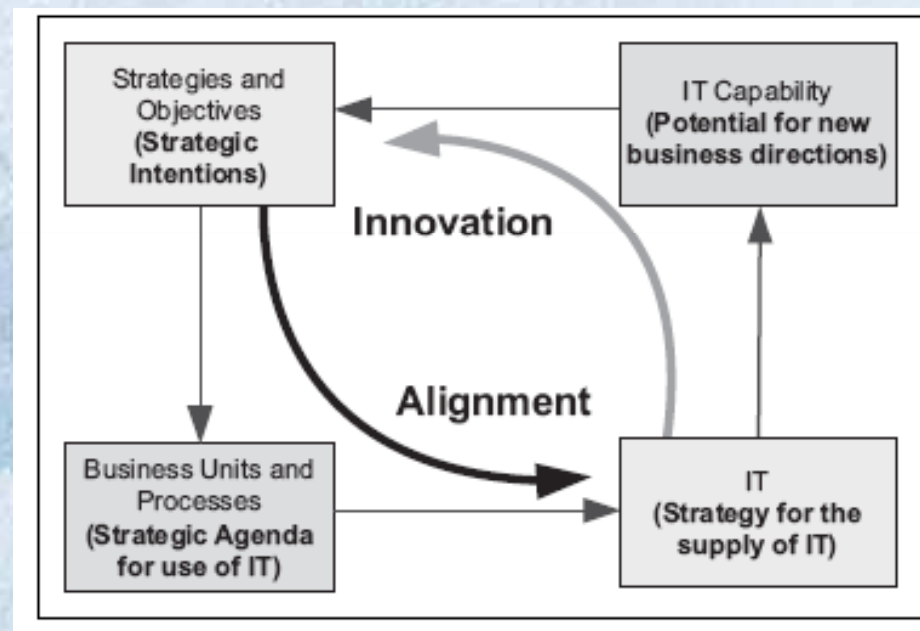 Strategies and
Objectives
(Strategic
Intentions)
IT Capability
(Potential for new
business directions)
Innovation
Alignment
Business Units and
Processes
(Strategic Agenda
for use of IT)
IT
(Strategy for the
supply of IT)